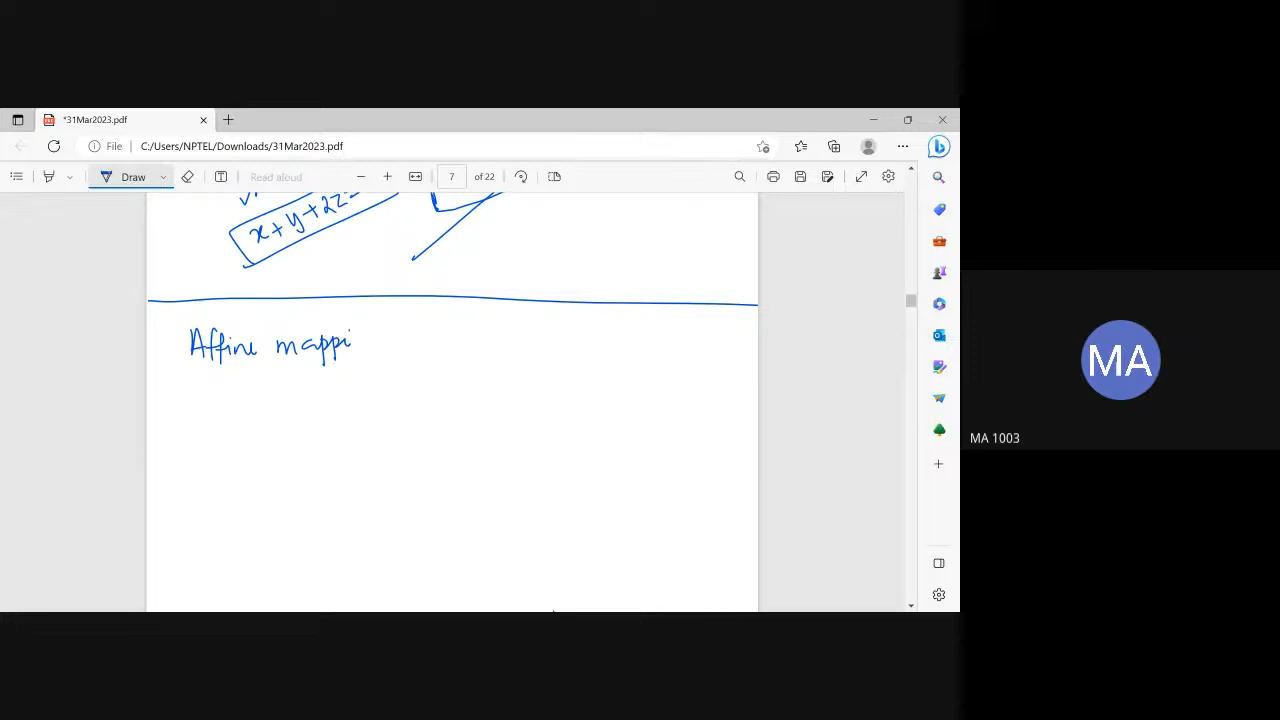 *31Mar2023.pdf
File
C:/Users/NPTEL/Downloads/31Mar2023.pdf
Draw
Read aloud
7 of 22
x+y+2z
Affine mappi
MA
MA 1003